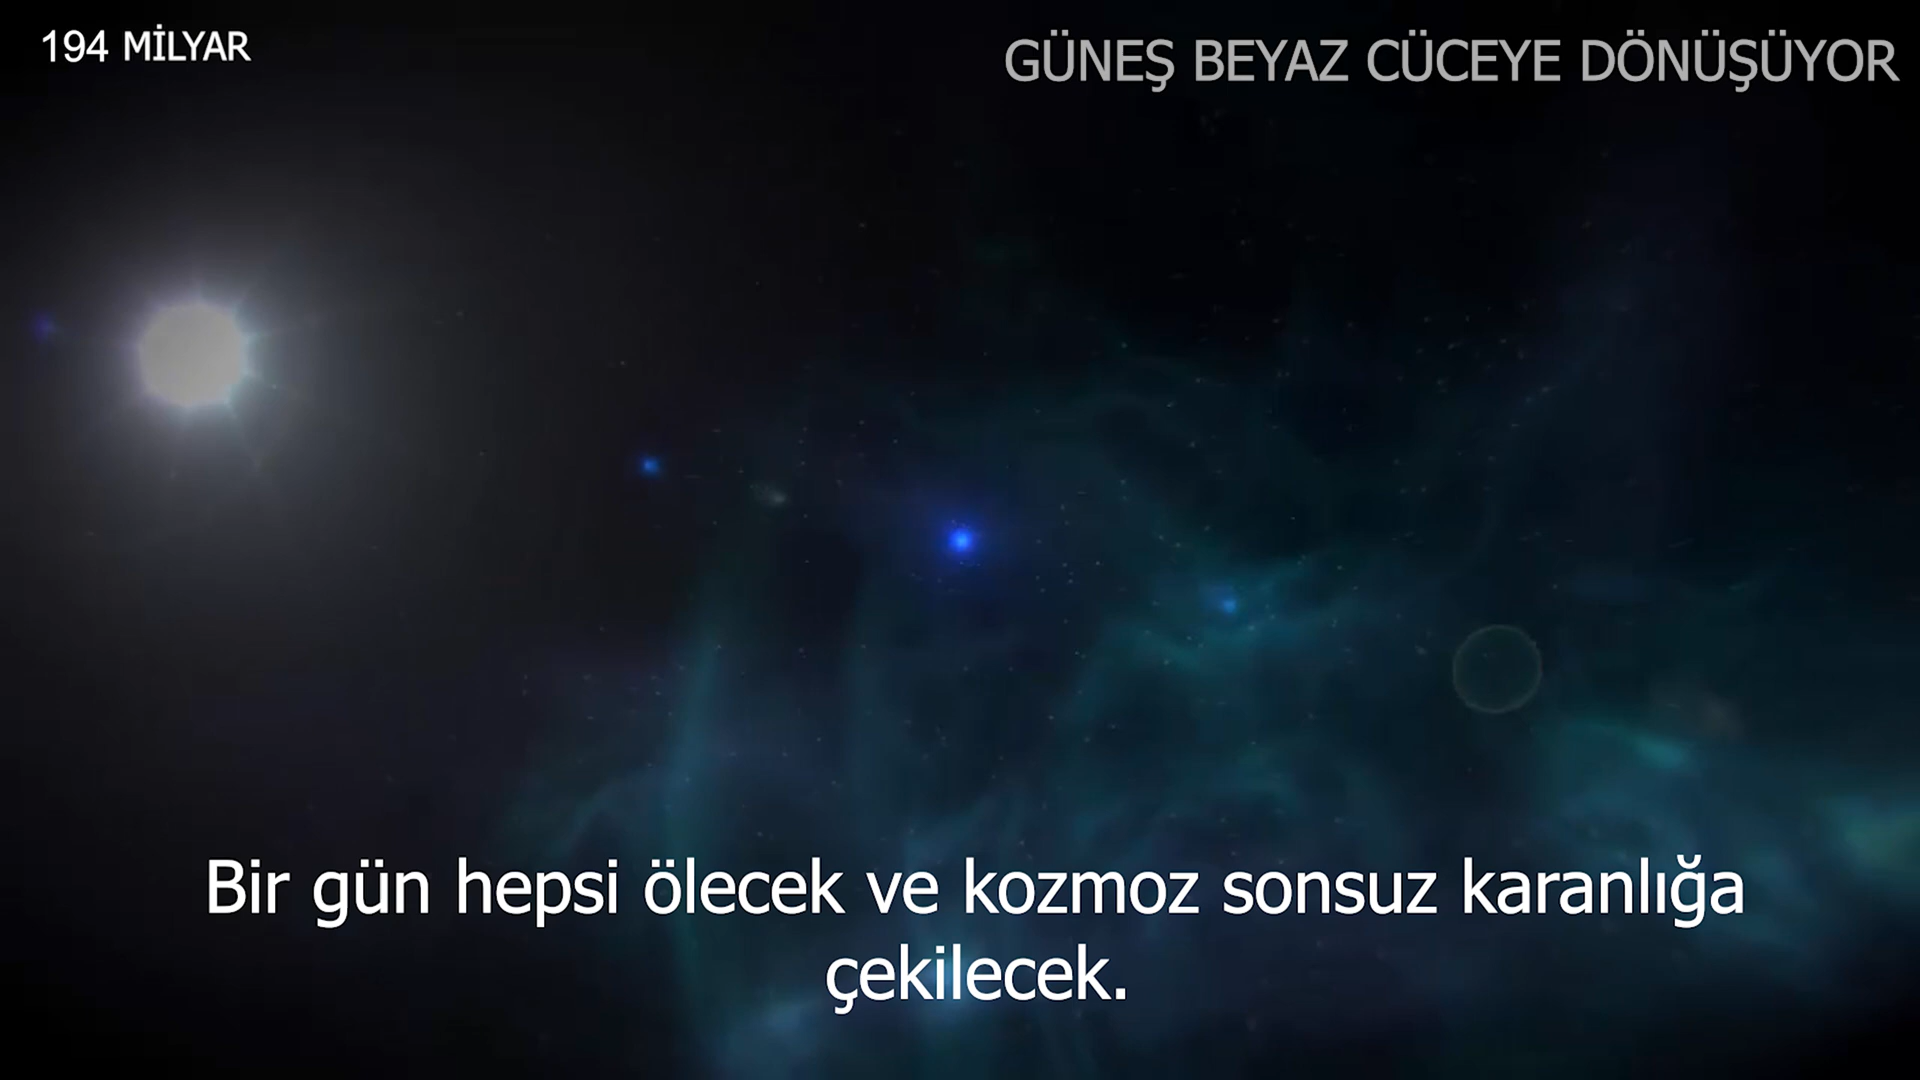 194 MİLYAR
GÜNEŞ BEYAZ CÜCEYE DÖNÜŞÜYOR
Bir gün hepsi ölecek ve kozmoz sonsuz karanlığa
çekilecek.